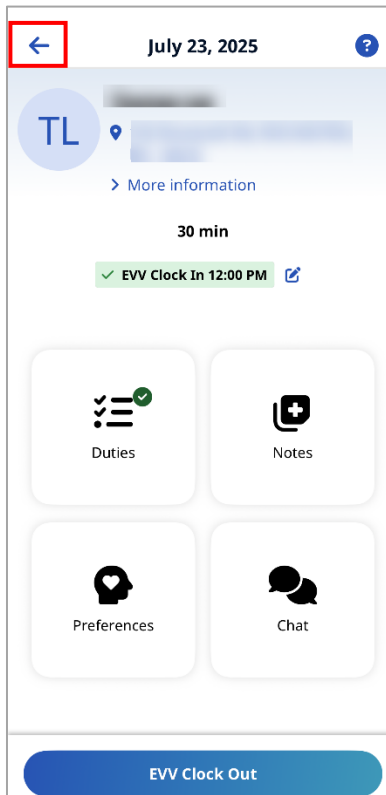 July 23, 2025
?
TL
More information
30 min
EVV Clock In 12:00 PM
Duties
Notes
Preferences
Chat
EVV Clock Out